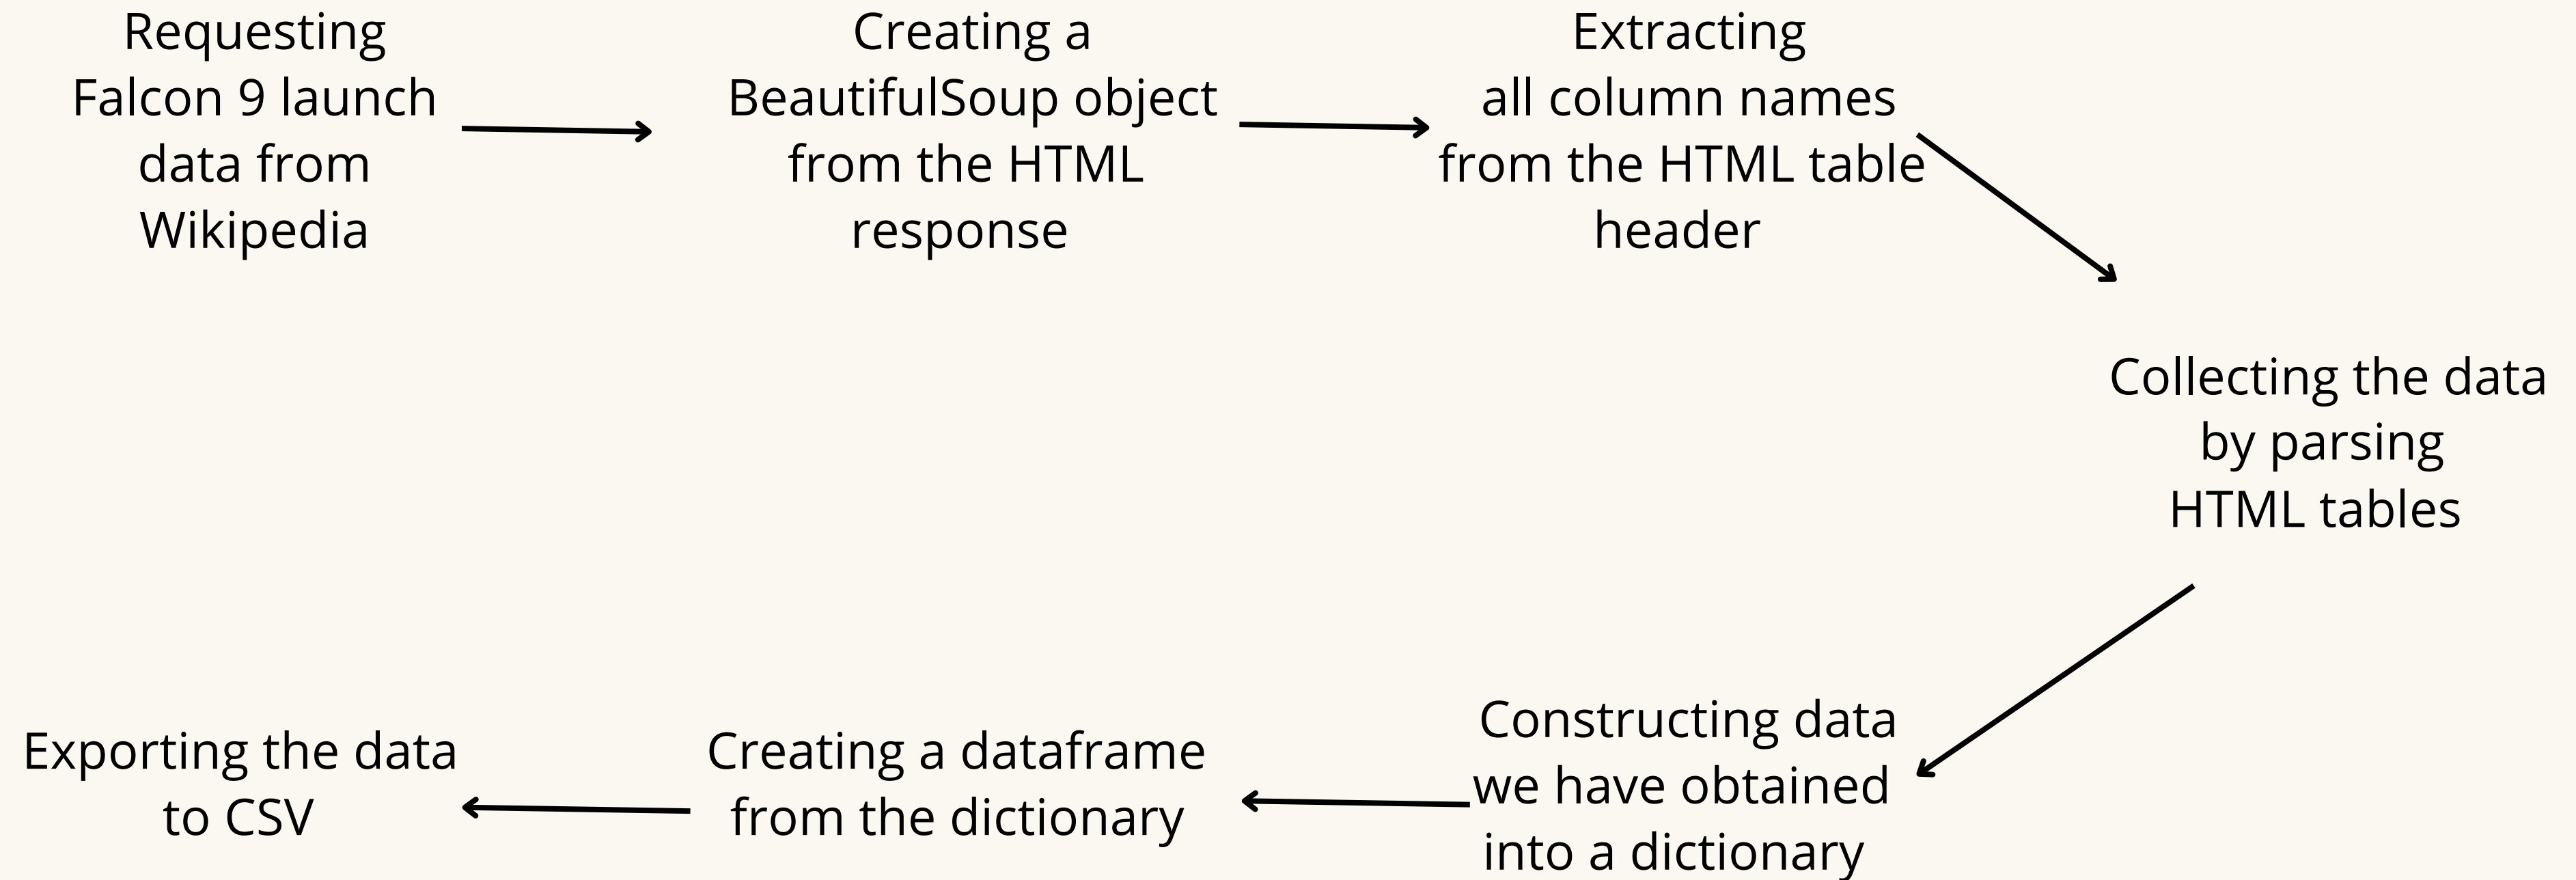 Requesting
Falcon 9 launch
data from
Wikipedia
Creating a
BeautifulSoup object
from the HTML
response
Extracting
all column names
from the HTML table
header
Collecting the data
by parsing
HTML tables
Constructing data
we have obtained
into a dictionary
Creating a dataframe
from the dictionary
Exporting the data
to CSV